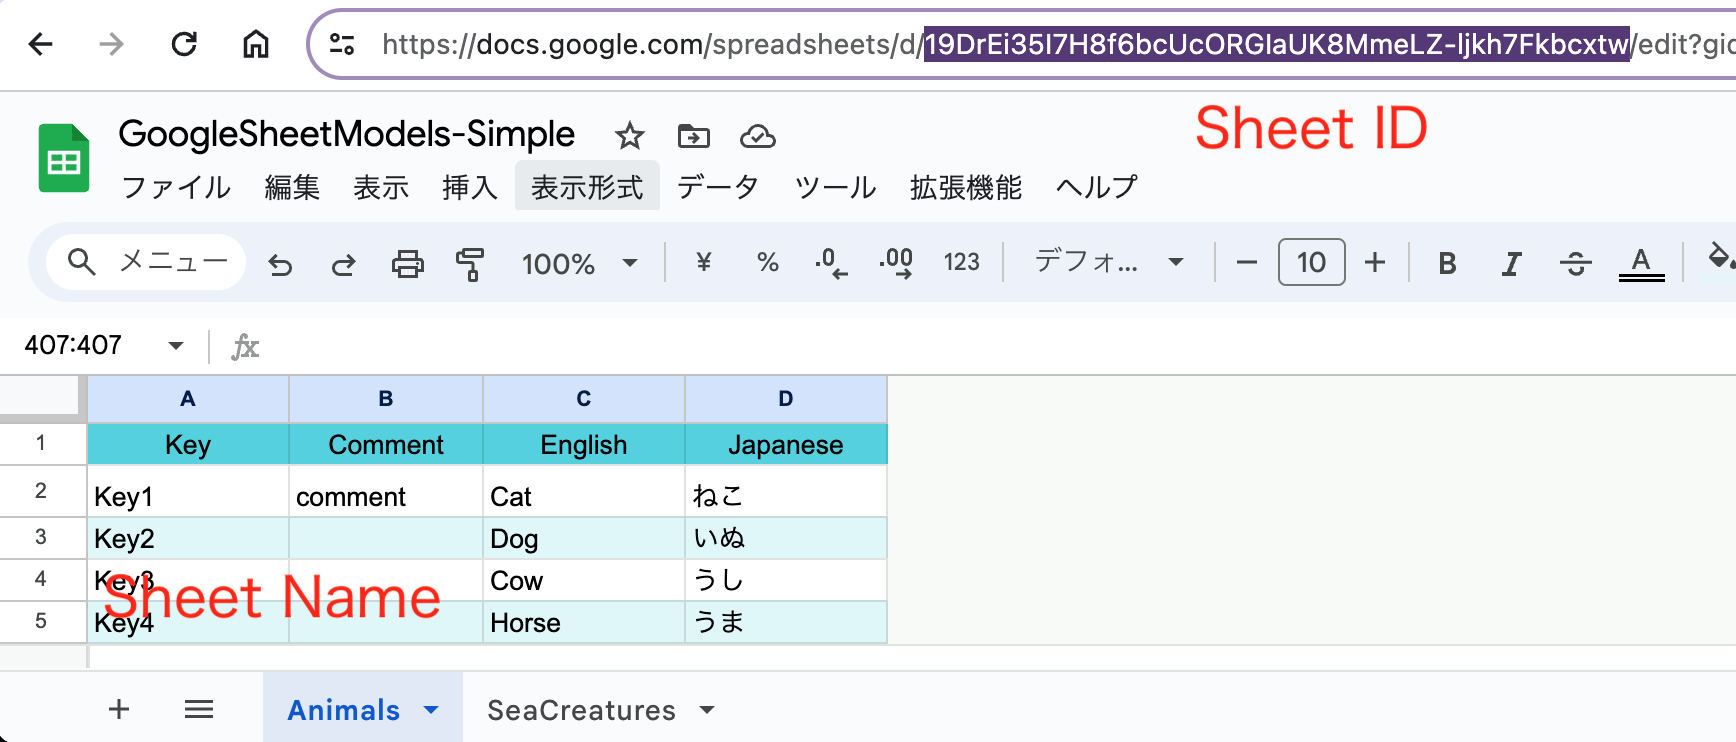 https://docs.google.com/spreadsheets/d/19DrEi35I7H8f6bcUcORGIaUK8MmeLZ-ljkh7Fkbcxtw/edit?gid
Sheet ID
GoogleSheetModels-Simple
ファイル 編集 表示 挿入 表示形式 データ ツール 拡張機能 ヘルプ
メニュー 100% ¥ % .0 .00 123 デフォ... − 10 + B I S A
407:407 fx
A B C D
1 Key Comment English Japanese
2 Key1 comment Cat ねこ
3 Key2 Dog いぬ
4 Key3 Cow うし
Sheet Name
5 Key4 Horse うま
+ Animals SeaCreatures